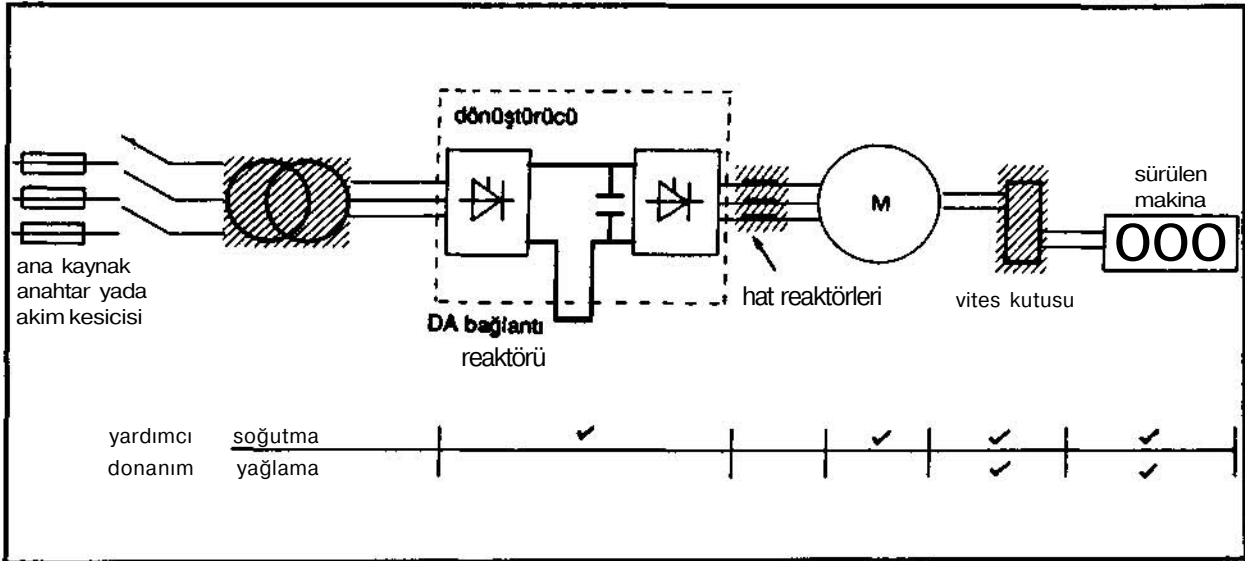 dönüştürücü
ana kaynak
anahtar yada
akim kesicisi
DA bağlantı
reaktörü
hat reaktörleri
M
vites kutusu
sürülen
makina
OOO
yardımcı soğutma
donanım yağlama